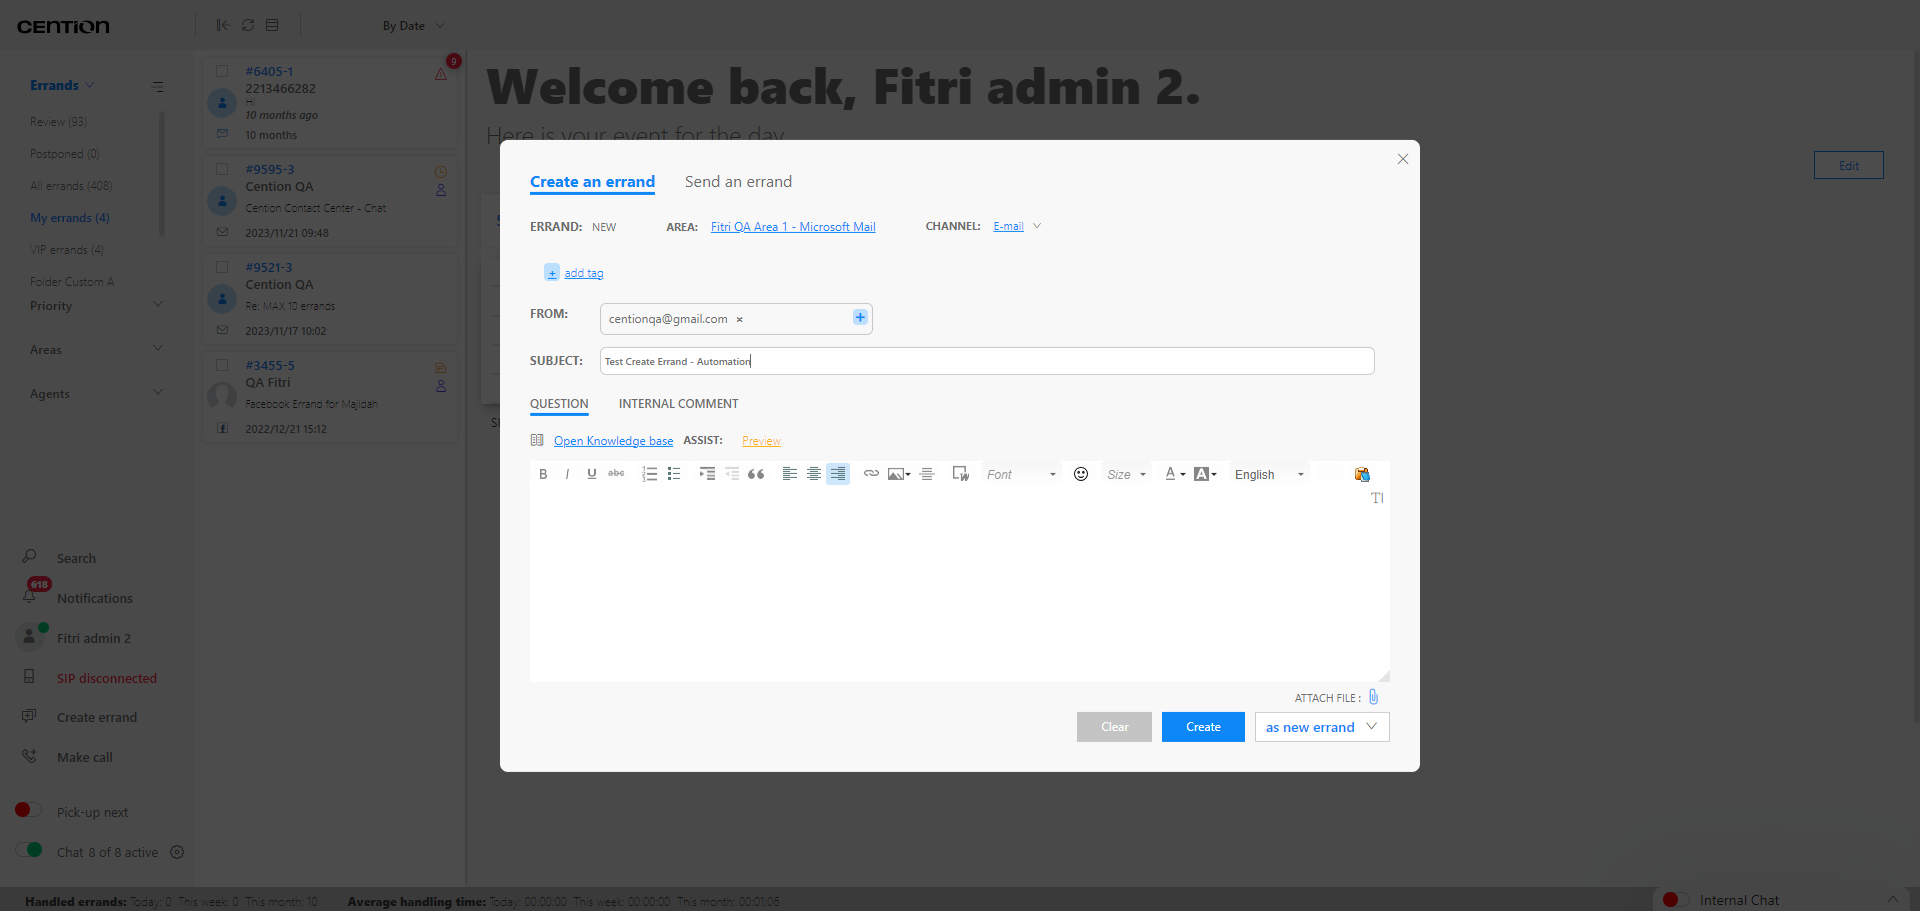 CENTION
By Date
Errands
Review (93)
Postponed (0)
All errands (408)
My errands (4)
VIP errands (4)
Folder Custom A
Priority
Areas
Agents
Search
618
Notifications
Fitri admin 2
SIP disconnected
Create errand
Make call
Pick-up next
Chat 8 of 8 active
9
#6405-1
2213466282
Hi
10 months ago
10 months
#9595-3
Cention QA
Cention Contact Center - Chat
2023/11/21 09:48
#9521-3
Cention QA
Re: MAX 10 errands
2023/11/17 10:02
#3455-5
QA Fitri
Facebook Errand for Majidah
2022/12/21 15:12
Welcome back, Fitri admin 2.
Here is your event for the day
Edit
Create an errand
Send an errand
ERRAND: NEW
AREA: Fitri QA Area 1 - Microsoft Mail
CHANNEL: E-mail
+ add tag
FROM: centionqa@gmail.com × +
SUBJECT: Test Create Errand - Automation
QUESTION
INTERNAL COMMENT
Open Knowledge base
ASSIST:
Preview
B I U abc
Font
Size
A
A
English
ATTACH FILE :
Clear
Create
as new errand
Handled errands: Today: 0 This week: 0 This month: 10
Average handling time: Today: 00:00:00 This week: 00:00:00 This month: 00:01:06
Internal Chat